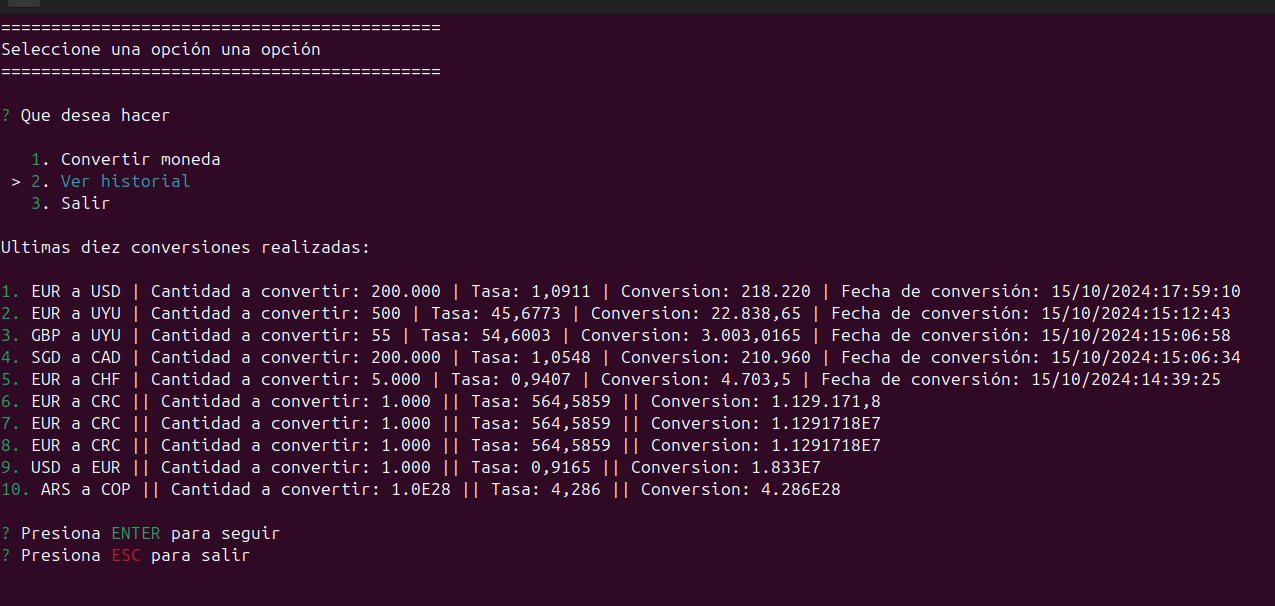 ============================================
Seleccione una opción una opción
============================================
? Que desea hacer
1. Convertir moneda
> 2. Ver historial
3. Salir
Ultimas diez conversiones realizadas:
1. EUR a USD | Cantidad a convertir: 200.000 | Tasa: 1,0911 | Conversion: 218.220 | Fecha de conversión: 15/10/2024:17:59:10
2. EUR a UYU | Cantidad a convertir: 500 | Tasa: 45,6773 | Conversion: 22.838,65 | Fecha de conversión: 15/10/2024:15:12:43
3. GBP a UYU | Cantidad a convertir: 55 | Tasa: 54,6003 | Conversion: 3.003,0165 | Fecha de conversión: 15/10/2024:15:06:58
4. SGD a CAD | Cantidad a convertir: 200.000 | Tasa: 1,0548 | Conversion: 210.960 | Fecha de conversión: 15/10/2024:15:06:34
5. EUR a CHF | Cantidad a convertir: 5.000 | Tasa: 0,9407 | Conversion: 4.703,5 | Fecha de conversión: 15/10/2024:14:39:25
6. EUR a CRC || Cantidad a convertir: 1.000 || Tasa: 564,5859 || Conversion: 1.129.171,8
7. EUR a CRC || Cantidad a convertir: 1.000 || Tasa: 564,5859 || Conversion: 1.1291718E7
8. EUR a CRC || Cantidad a convertir: 1.000 || Tasa: 564,5859 || Conversion: 1.1291718E7
9. USD a EUR || Cantidad a convertir: 1.000 || Tasa: 0,9165 || Conversion: 1.833E7
10. ARS a COP || Cantidad a convertir: 1.0E28 || Tasa: 4,286 || Conversion: 4.286E28
? Presiona ENTER para seguir
? Presiona ESC para salir